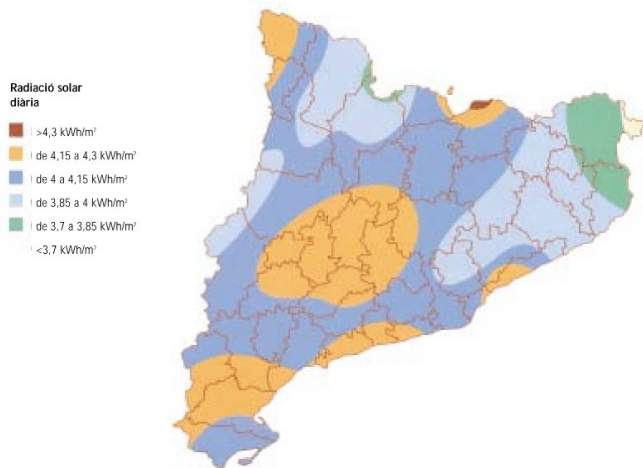 Radiació solar
diària
>4,3 kWh/m²
de 4,15 a 4,3 kWh/m²
de 4 a 4,15 kWh/m²
de 3,85 a 4 kWh/m²
de 3,7 a 3,85 kWh/m²
<3,7 kWh/m²